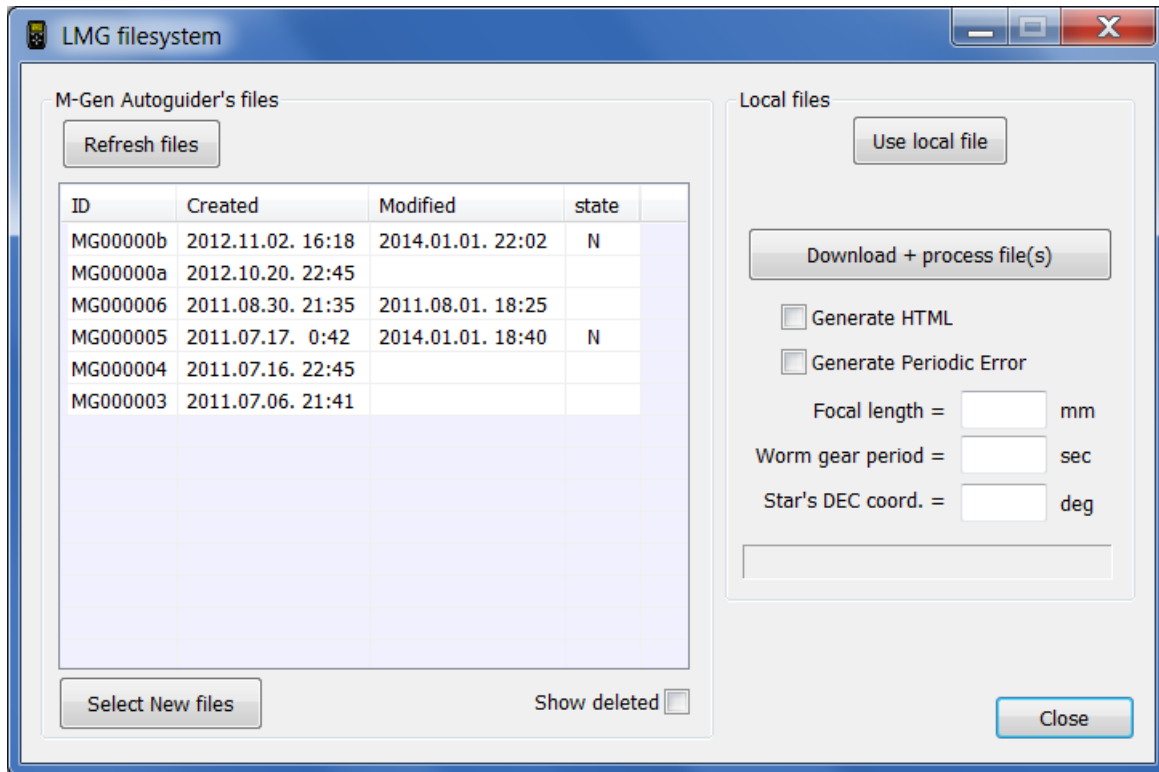 LMG filesystem
M-Gen Autoguider's files
Refresh files
ID Created Modified state
MG00000b 2012.11.02. 16:18 2014.01.01. 22:02 N
MG00000a 2012.10.20. 22:45
MG000006 2011.08.30. 21:35 2011.08.01. 18:25
MG000005 2011.07.17. 0:42 2014.01.01. 18:40 N
MG000004 2011.07.16. 22:45
MG000003 2011.07.06. 21:41
Select New files
Show deleted
Local files
Use local file
Download + process file(s)
Generate HTML
Generate Periodic Error
Focal length = mm
Worm gear period = sec
Star's DEC coord. = deg
Close